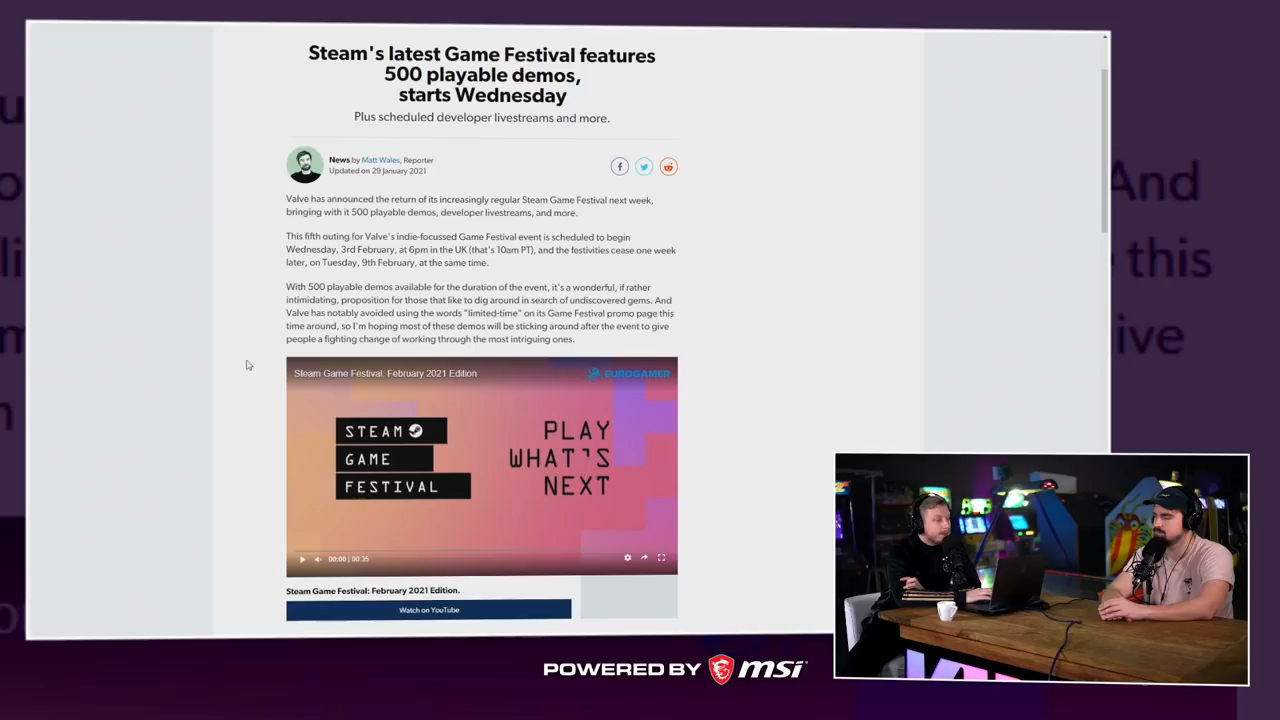 Steam's latest Game Festival features
500 playable demos,
starts Wednesday
Plus scheduled developer livestreams and more.
News by Matt Wales, Reporter
Updated on 29 January 2021
Valve has announced the return of its increasingly regular Steam Game Festival next week,
bringing with it 500 playable demos, developer livestreams, and more.
This fifth outing for Valve's indie-focussed Game Festival event is scheduled to begin
Wednesday, 3rd February, at 6pm in the UK (that's 10am PT), and the festivities cease one week
later, on Tuesday, 9th February, at the same time.
With 500 playable demos available for the duration of the event, it's a wonderful, if rather
intimidating, proposition for those that like to dig around in search of undiscovered gems. And
Valve has notably avoided using the words "limited-time" on its Game Festival promo page this
time around, so I'm hoping most of these demos will be sticking around after the event to give
people a fighting change of working through the most intriguing ones.
Steam Game Festival: February 2021 Edition
EUROGAMER
STEAM
GAME
FESTIVAL
PLAY
WHAT'S
NEXT
00:00 | 00:35
Steam Game Festival: February 2021 Edition.
Watch on YouTube
And
this
ive
POWERED BY msi